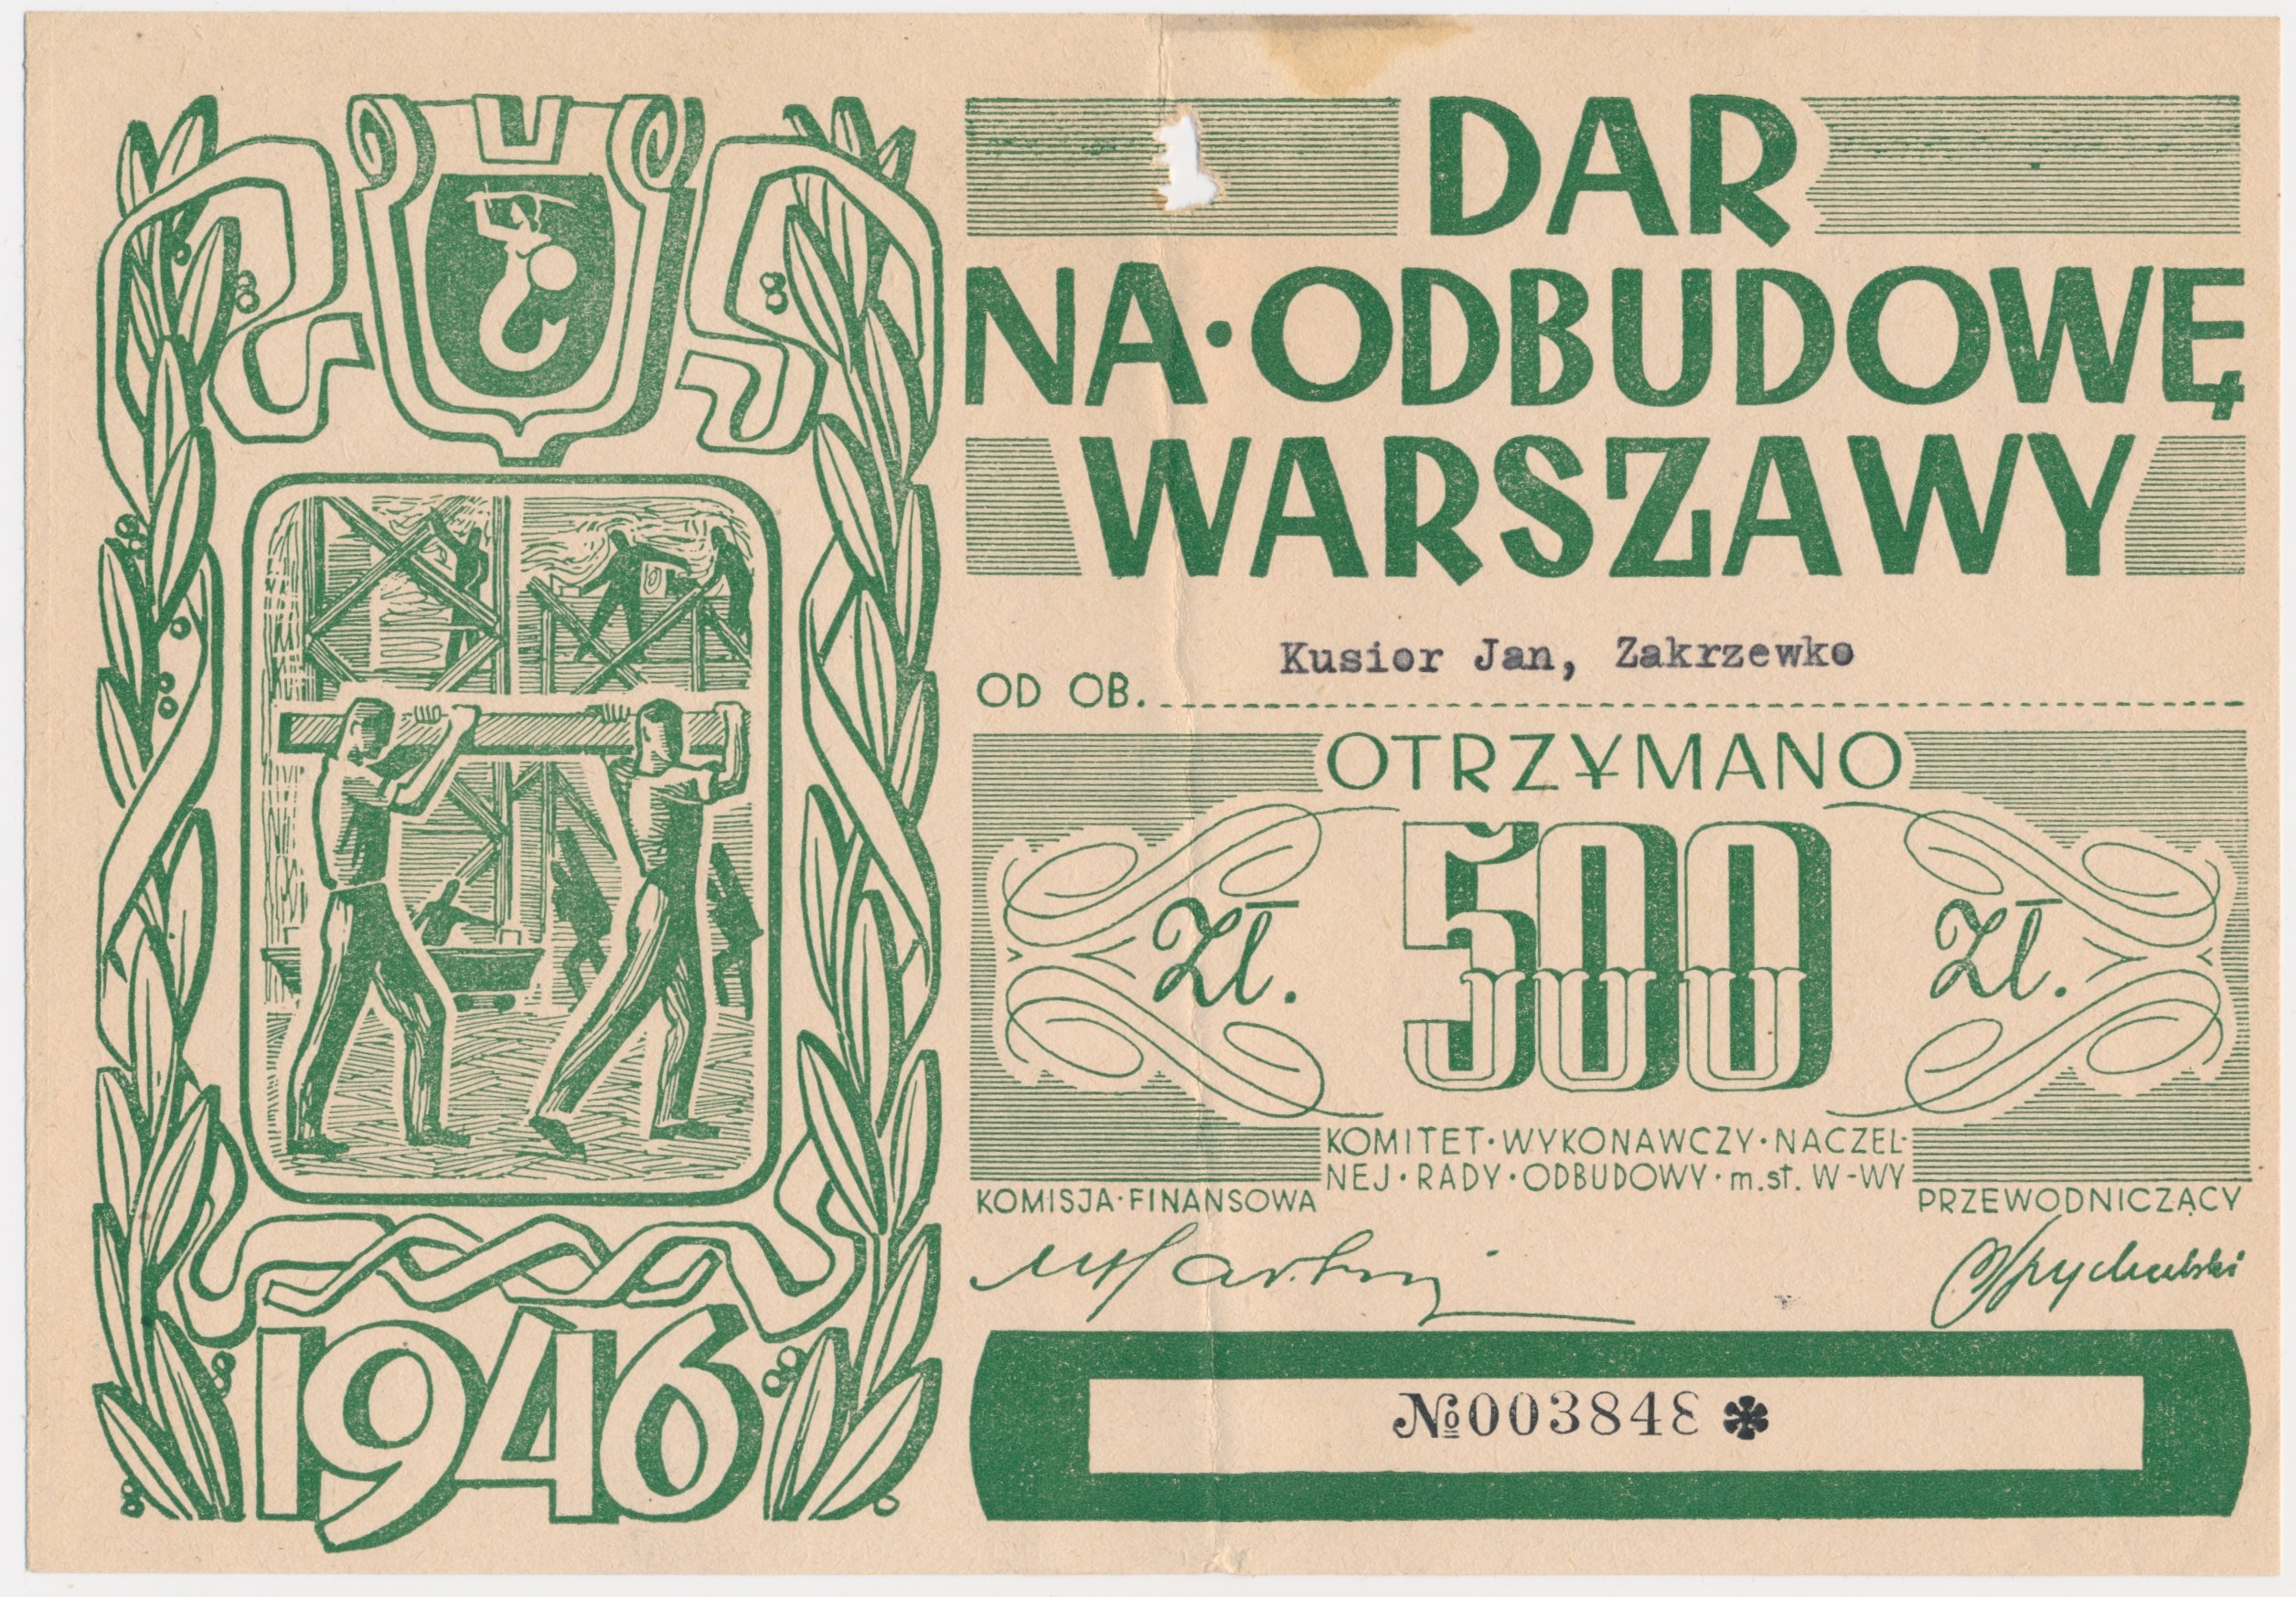 DAR
NA·ODBUDOWĘ
WARSZAWY
Kusior Jan, Zakrzewko
OD OB.
OTRZYMANO
Zł. 500 Zł.
KOMITET·WYKONAWCZY·NACZEL-
NEJ·RADY·ODBUDOWY·m.st. W-WY
KOMISJA·FINANSOWA
PRZEWODNICZĄCY
Spychalski
№003848
1946